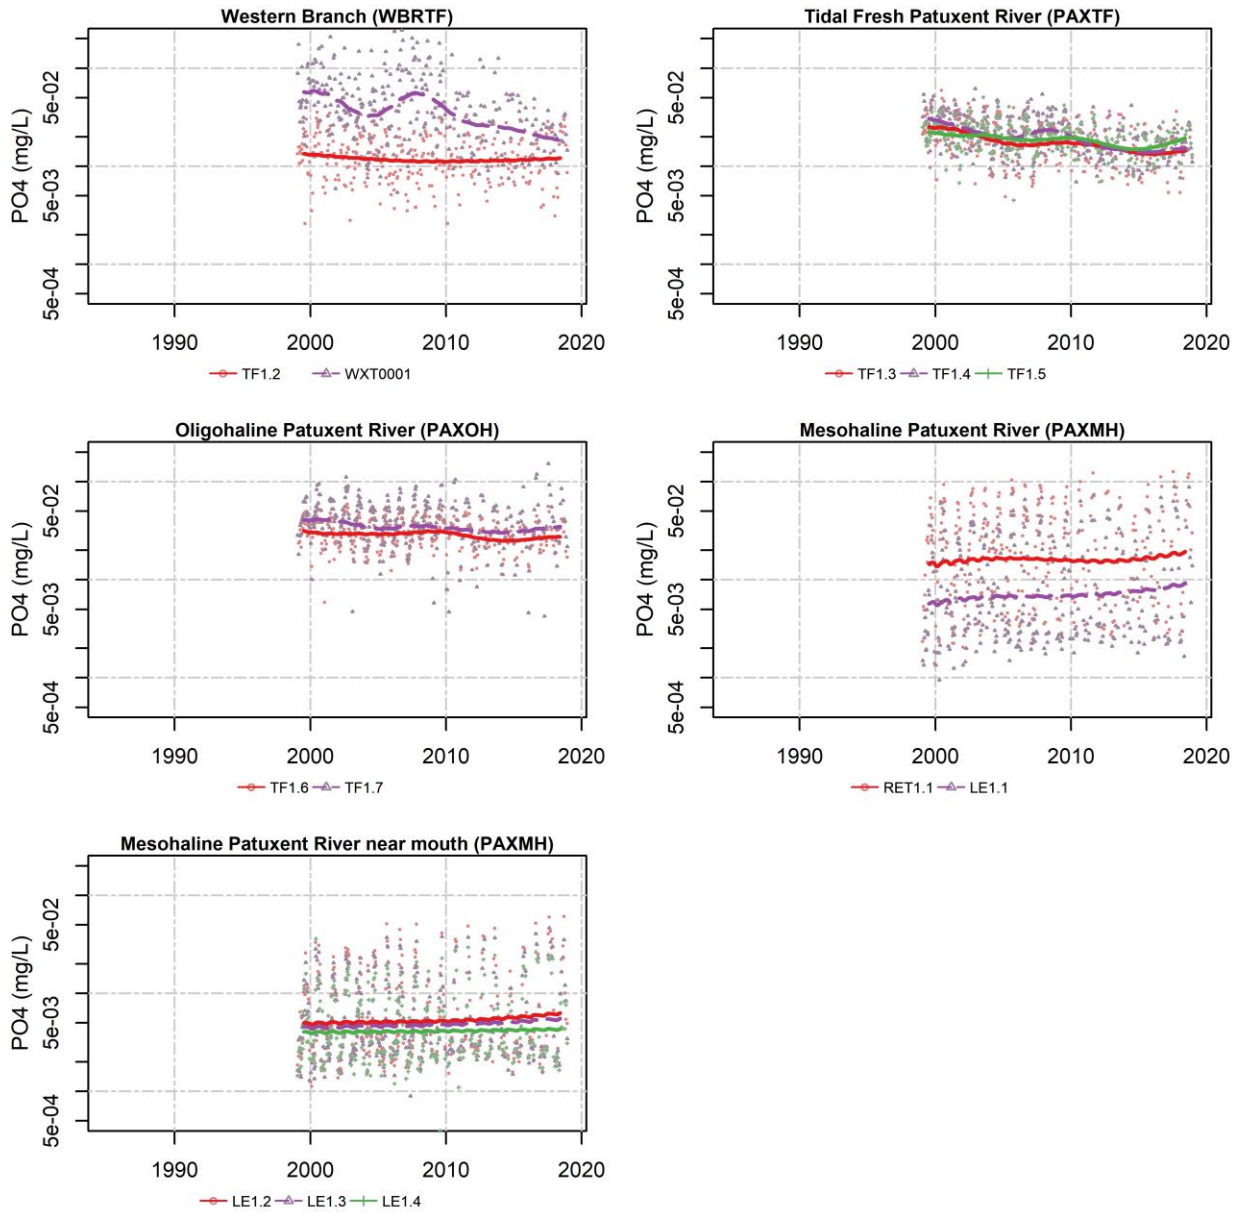 Western Branch (WBRTF)
PO4 (mg/L)
5e-02
5e-03
5e-04
1990 2000 2010 2020
TF1.2 WXT0001
Tidal Fresh Patuxent River (PAXTF)
PO4 (mg/L)
5e-02
5e-03
5e-04
1990 2000 2010 2020
TF1.3 TF1.4 TF1.5
Oligohaline Patuxent River (PAXOH)
PO4 (mg/L)
5e-02
5e-03
5e-04
1990 2000 2010 2020
TF1.6 TF1.7
Mesohaline Patuxent River (PAXMH)
PO4 (mg/L)
5e-02
5e-03
5e-04
1990 2000 2010 2020
RET1.1 LE1.1
Mesohaline Patuxent River near mouth (PAXMH)
PO4 (mg/L)
5e-02
5e-03
5e-04
1990 2000 2010 2020
LE1.2 LE1.3 LE1.4